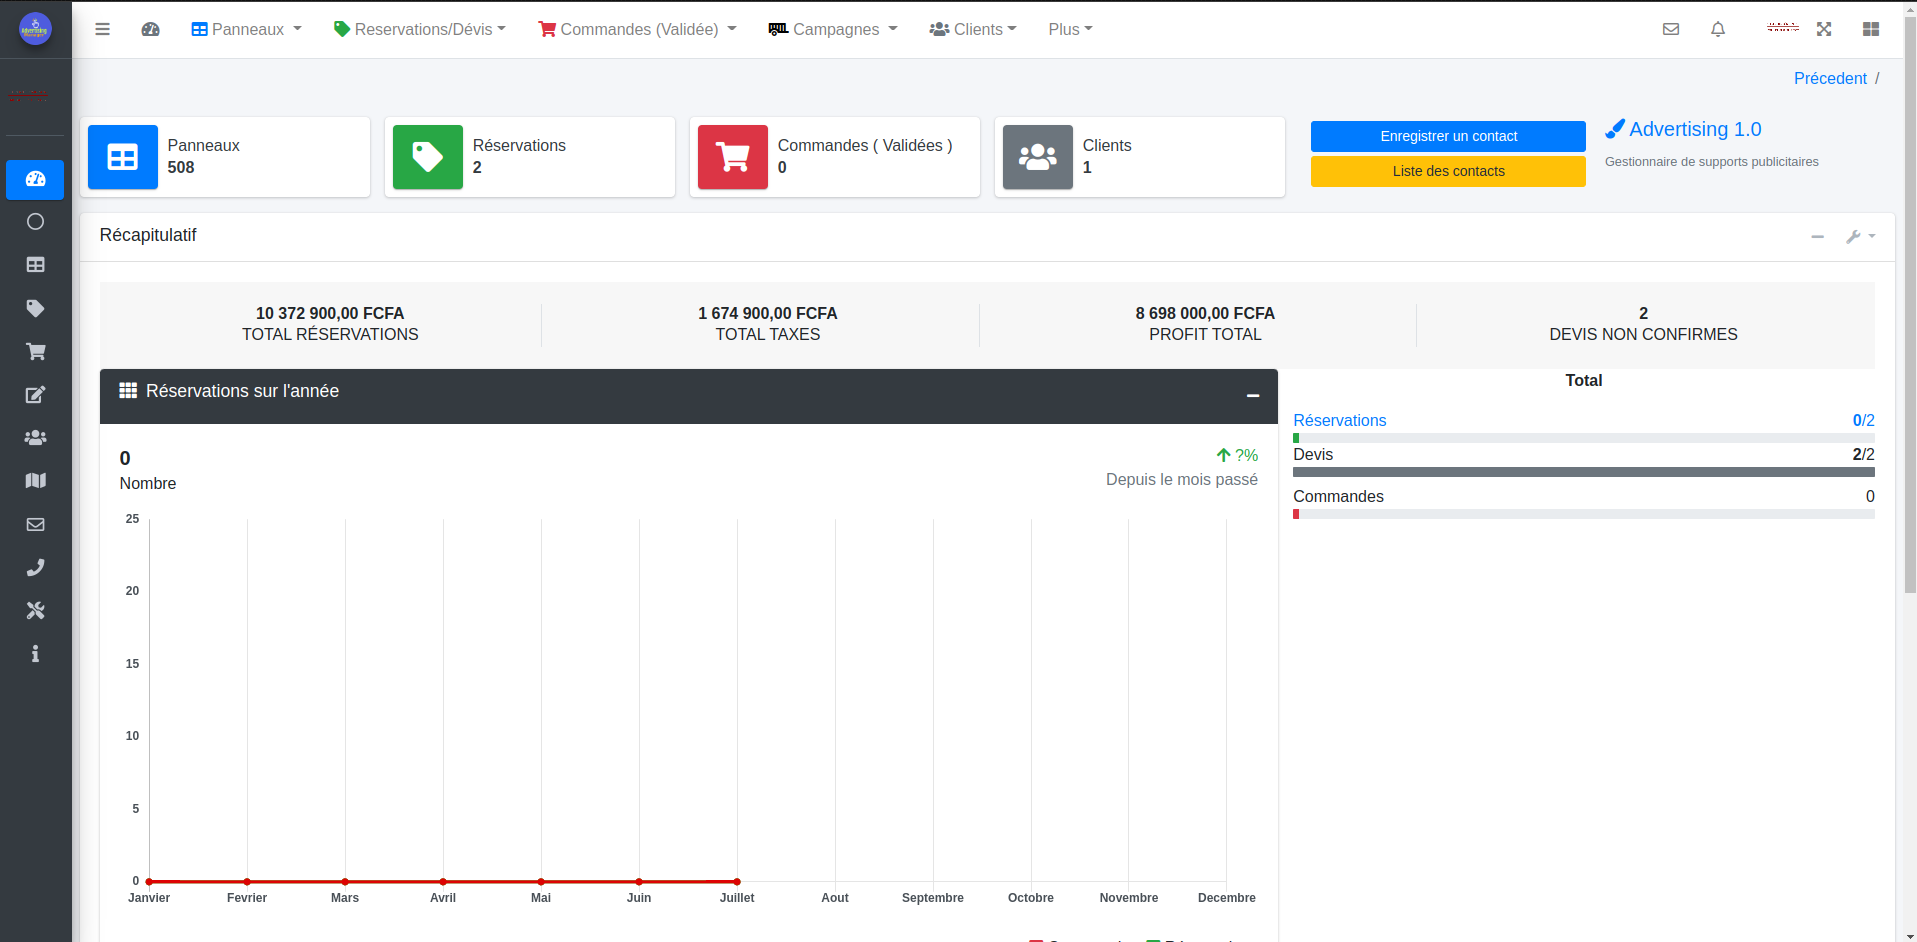 Panneaux
Reservations/Dévis
Commandes (Validée)
Campagnes
Clients
Plus
Précedent /
Panneaux
508
Réservations
2
Commandes ( Validées )
0
Clients
1
Enregistrer un contact
Liste des contacts
Advertising 1.0
Gestionnaire de supports publicitaires
Récapitulatif
10 372 900,00 FCFA
TOTAL RÉSERVATIONS
1 674 900,00 FCFA
TOTAL TAXES
8 698 000,00 FCFA
PROFIT TOTAL
2
DEVIS NON CONFIRMES
Réservations sur l'année
0
Nombre
?%
Depuis le mois passé
25
20
15
10
5
0
Janvier Fevrier Mars Avril Mai Juin Juillet Aout Septembre Octobre Novembre Decembre
Total
Réservations 0/2
Devis 2/2
Commandes 0